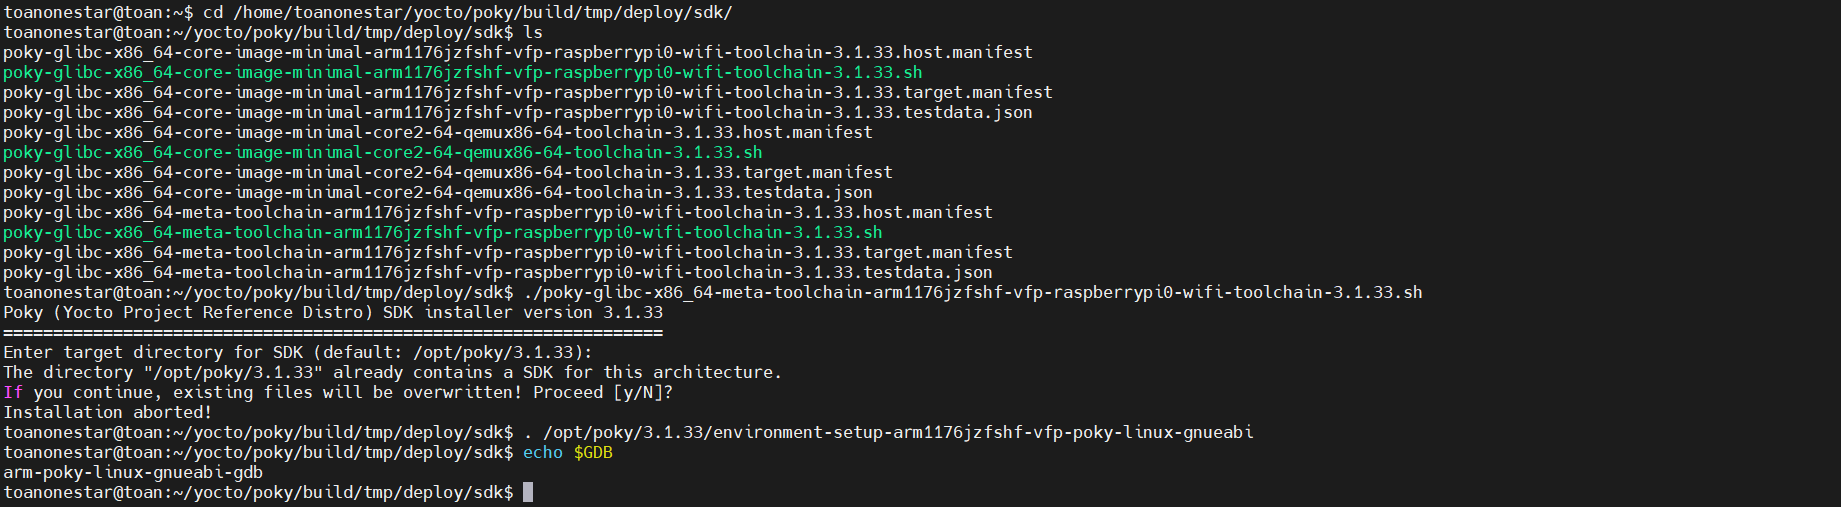 toanonestar@toan:~$ cd /home/toanonestar/yocto/poky/build/tmp/deploy/sdk/
toanonestar@toan:~/yocto/poky/build/tmp/deploy/sdk$ ls
poky-glibc-x86_64-core-image-minimal-arm1176jzfshf-vfp-raspberrypi0-wifi-toolchain-3.1.33.host.manifest
poky-glibc-x86_64-core-image-minimal-arm1176jzfshf-vfp-raspberrypi0-wifi-toolchain-3.1.33.sh
poky-glibc-x86_64-core-image-minimal-arm1176jzfshf-vfp-raspberrypi0-wifi-toolchain-3.1.33.target.manifest
poky-glibc-x86_64-core-image-minimal-arm1176jzfshf-vfp-raspberrypi0-wifi-toolchain-3.1.33.testdata.json
poky-glibc-x86_64-core-image-minimal-core2-64-qemux86-64-toolchain-3.1.33.host.manifest
poky-glibc-x86_64-core-image-minimal-core2-64-qemux86-64-toolchain-3.1.33.sh
poky-glibc-x86_64-core-image-minimal-core2-64-qemux86-64-toolchain-3.1.33.target.manifest
poky-glibc-x86_64-core-image-minimal-core2-64-qemux86-64-toolchain-3.1.33.testdata.json
poky-glibc-x86_64-meta-toolchain-arm1176jzfshf-vfp-raspberrypi0-wifi-toolchain-3.1.33.host.manifest
poky-glibc-x86_64-meta-toolchain-arm1176jzfshf-vfp-raspberrypi0-wifi-toolchain-3.1.33.sh
poky-glibc-x86_64-meta-toolchain-arm1176jzfshf-vfp-raspberrypi0-wifi-toolchain-3.1.33.target.manifest
poky-glibc-x86_64-meta-toolchain-arm1176jzfshf-vfp-raspberrypi0-wifi-toolchain-3.1.33.testdata.json
toanonestar@toan:~/yocto/poky/build/tmp/deploy/sdk$ ./poky-glibc-x86_64-meta-toolchain-arm1176jzfshf-vfp-raspberrypi0-wifi-toolchain-3.1.33.sh
Poky (Yocto Project Reference Distro) SDK installer version 3.1.33
==================================================================
Enter target directory for SDK (default: /opt/poky/3.1.33):
The directory "/opt/poky/3.1.33" already contains a SDK for this architecture.
If you continue, existing files will be overwritten! Proceed [y/N]?
Installation aborted!
toanonestar@toan:~/yocto/poky/build/tmp/deploy/sdk$ . /opt/poky/3.1.33/environment-setup-arm1176jzfshf-vfp-poky-linux-gnueabi
toanonestar@toan:~/yocto/poky/build/tmp/deploy/sdk$ echo $GDB
arm-poky-linux-gnueabi-gdb
toanonestar@toan:~/yocto/poky/build/tmp/deploy/sdk$